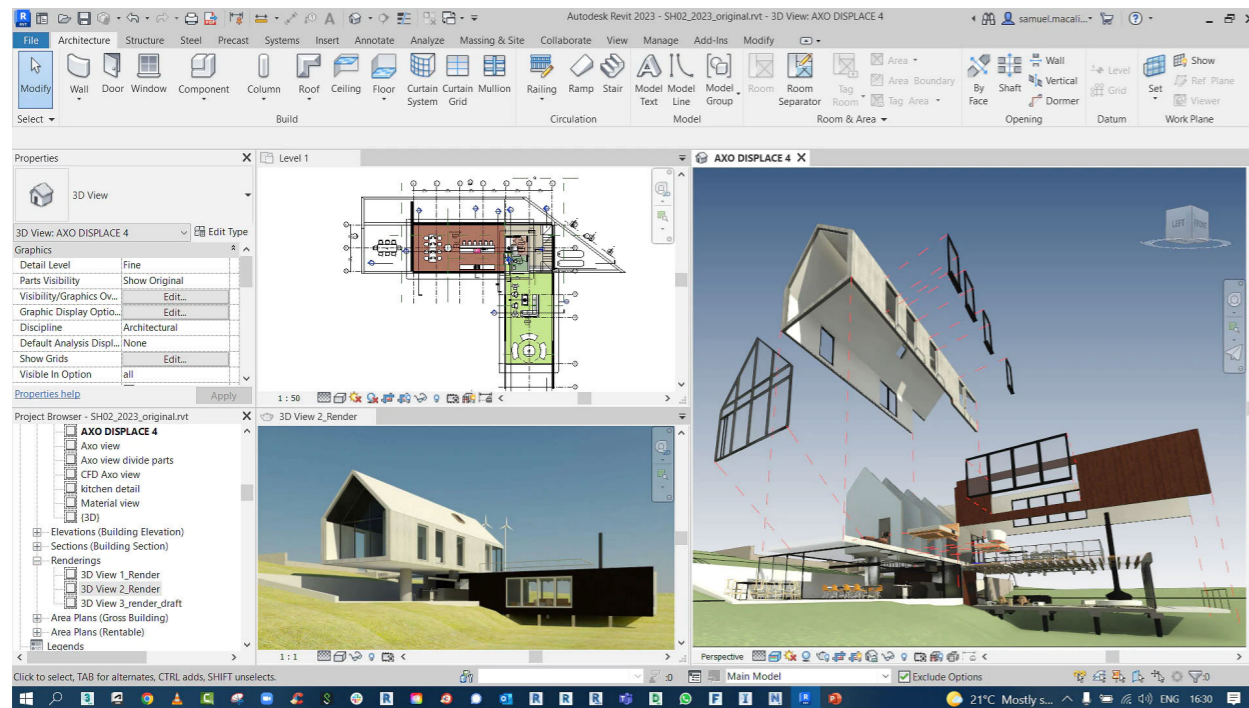 Autodesk Revit 2023 - SH02_2023_original.rvt - 3D View: AXO DISPLACE 4
samuel.macali...
File Architecture Structure Steel Precast Systems Insert Annotate Analyze Massing & Site Collaborate View Manage Add-Ins Modify
Modify Wall Door Window Component Column Roof Ceiling Floor Curtain System Curtain Grid Mullion Railing Ramp Stair Model Text Model Line Model Group Room Room Separator Tag Room
Area
Area Boundary
Tag Area
By Face Shaft Wall Vertical Dormer
Level
Grid
Set Show Ref Plane Viewer
Select Build Circulation Model Room & Area Opening Datum Work Plane
Properties
3D View
3D View: AXO DISPLACE 4 Edit Type
Graphics
Detail Level Fine
Parts Visibility Show Original
Visibility/Graphics Ov... Edit...
Graphic Display Optio... Edit...
Discipline Architectural
Default Analysis Displ... None
Show Grids Edit...
Visible In Option all
Properties help Apply
Project Browser - SH02_2023_original.rvt
AXO DISPLACE 4
Axo view
Axo view divide parts
CFD Axo view
kitchen detail
Material view
{3D}
Elevations (Building Elevation)
Sections (Building Section)
Renderings
3D View 1_Render
3D View 2_Render
3D View 3_render_draft
Area Plans (Gross Building)
Area Plans (Rentable)
Legends
Level 1
1 : 50
3D View 2_Render
1 : 1
AXO DISPLACE 4
LEFT FRONT
Perspective
Click to select, TAB for alternates, CTRL adds, SHIFT unselects.
:0
Main Model
Exclude Options
:0
21°C Mostly s... ENG 16:30